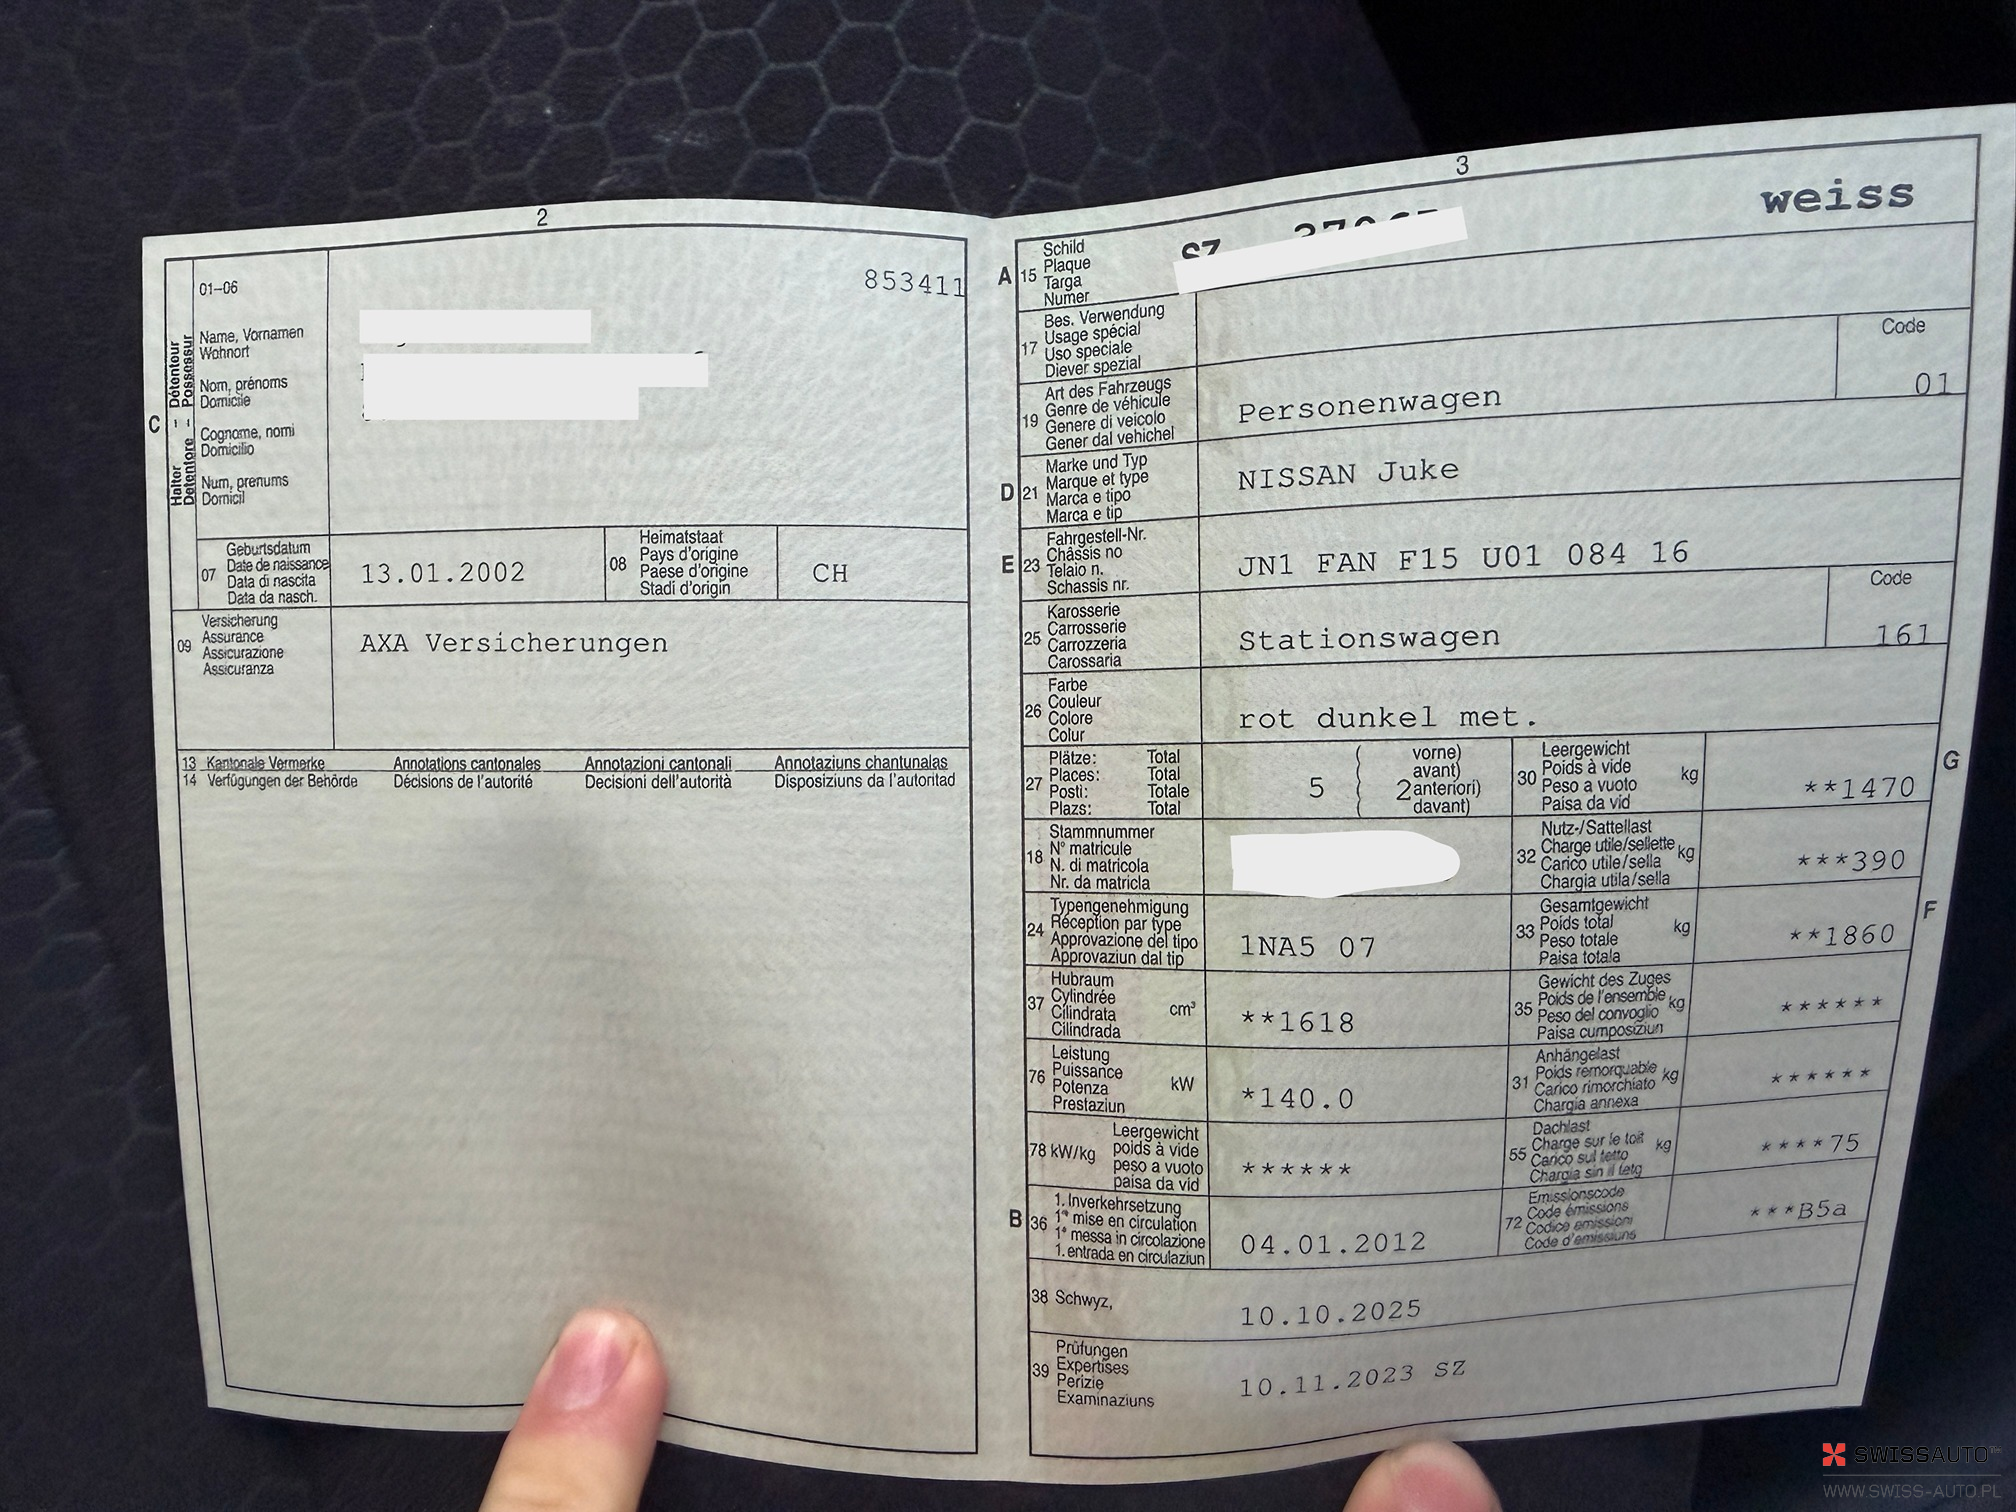 2
01–06
853411
Name, Vornamen
Wohnort
Nom, prénoms
Domicile
Cognome, nomi
Domicilio
Num, prenums
Domicil
C
Halter – Détentour
Detentore – Possessur
07
Geburtsdatum
Date de naissance
Data di nascita
Data da nasch.
13.01.2002
08
Heimatstaat
Pays d'origine
Paese d'origine
Stadi d'origin
CH
09
Versicherung
Assurance
Assicurazione
Assicuranza
AXA Versicherungen
13 Kantonale Vermerke Annotations cantonales Annotazioni cantonali Annotaziuns chantunalas
14 Verfügungen der Behörde Décisions de l'autorité Decisioni dell'autorità Disposiziuns da l'autoritad
3
weiss
A 15
Schild
Plaque
Targa
Numer
SZ
17
Bes. Verwendung
Usage spécial
Uso speciale
Diever spezial
Code
19
Art des Fahrzeugs
Genre de véhicule
Genere di veicolo
Gener dal vehichel
Personenwagen
01
D 21
Marke und Typ
Marque et type
Marca e tipo
Marca e tip
NISSAN Juke
E 23
Fahrgestell-Nr.
Châssis no
Telaio n.
Schassis nr.
JN1 FAN F15 U01 084 16
25
Karosserie
Carrosserie
Carrozzeria
Carossaria
Stationswagen
Code
161
26
Farbe
Couleur
Colore
Colur
rot dunkel met.
27
Plätze: Total
Places: Total
Posti: Totale
Plazs: Total
5
2
( vorne)
avant)
anteriori)
( davant)
30
Leergewicht
Poids à vide
Peso a vuoto
Paisa da vid
kg
**1470
G
18
Stammnummer
N° matricule
N. di matricola
Nr. da matricla
32
Nutz-/Sattellast
Charge utile/sellette
Carico utile/sella
Chargia utila/sella
kg
***390
24
Typengenehmigung
Réception par type
Approvazione del tipo
Approvaziun dal tip
1NA5 07
33
Gesamtgewicht
Poids total
Peso totale
Paisa totala
kg
**1860
F
37
Hubraum
Cylindrée
Cilindrata
Cilindrada
cm³
**1618
35
Gewicht des Zuges
Poids de l'ensemble
Peso del convoglio
Paisa cumposiziun
kg
******
76
Leistung
Puissance
Potenza
Prestaziun
kW
*140.0
31
Anhängelast
Poids remorquable
Carico rimorchiato
Chargia annexa
kg
******
78 kW/kg
Leergewicht
poids à vide
peso a vuoto
paisa da vid
******
55
Dachlast
Charge sur le toit
Carico sul tetto
Chargia sin il tetg
kg
****75
B 36
1. Inverkehrsetzung
1re mise en circulation
1a messa in circolazione
1. entrada en circulaziun
04.01.2012
72
Emissionscode
Code émissions
Codice emissioni
Code d'emissiuns
***B5a
38 Schwyz,
10.10.2025
39
Prüfungen
Expertises
Perizie
Examinaziuns
10.11.2023 SZ
SWISSAUTO
WWW.SWISS-AUTO.PL